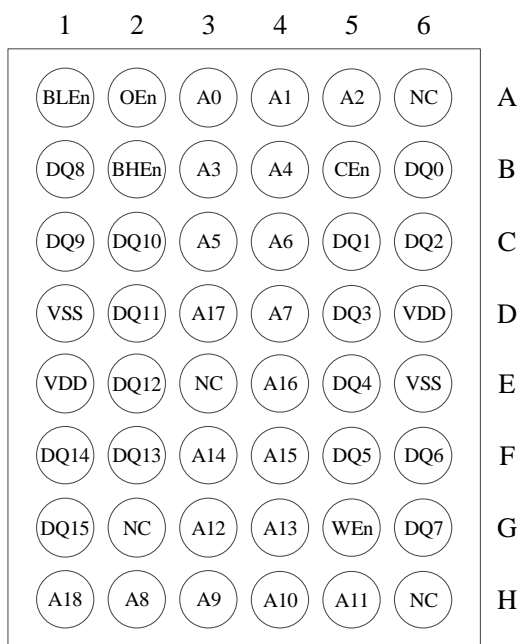 1 2 3 4 5 6
BLEn OEn A0 A1 A2 NC A
DQ8 BHEn A3 A4 CEn DQ0 B
DQ9 DQ10 A5 A6 DQ1 DQ2 C
VSS DQ11 A17 A7 DQ3 VDD D
VDD DQ12 NC A16 DQ4 VSS E
DQ14 DQ13 A14 A15 DQ5 DQ6 F
DQ15 NC A12 A13 WEn DQ7 G
A18 A8 A9 A10 A11 NC H